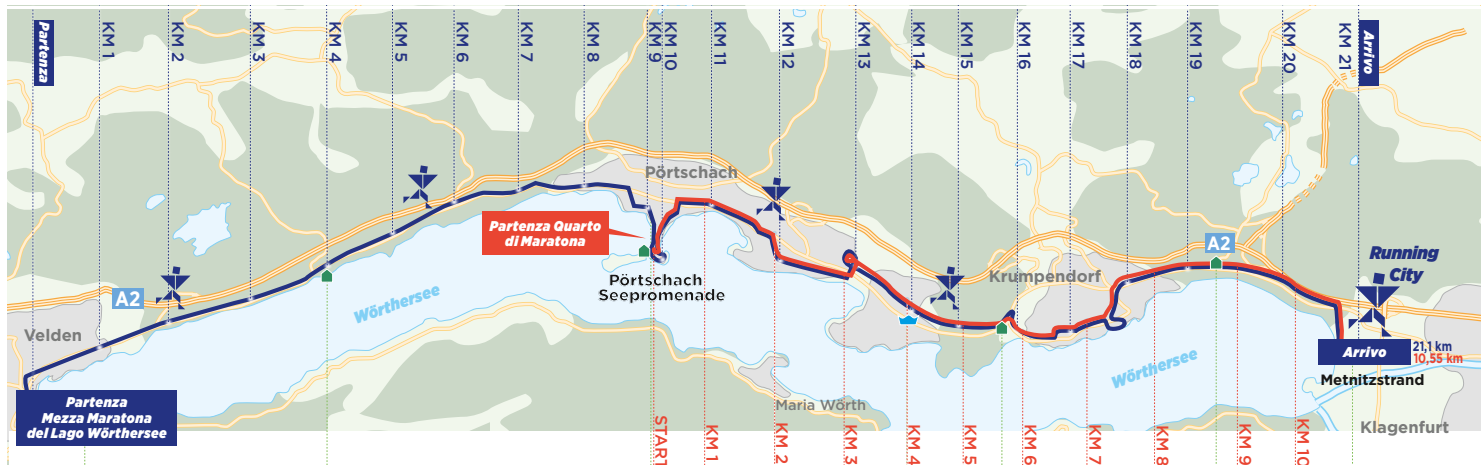 Partenza
KM 1
KM 2
KM 3
KM 4
KM 5
KM 6
KM 7
KM 8
KM 9
KM 10
KM 11
KM 12
KM 13
KM 14
KM 15
KM 16
KM 17
KM 18
KM 19
KM 20
KM 21
Arrivo
Pörtschach
Partenza Quarto
di Maratona
A2
Running
City
Krumpendorf
Pörtschach
Seepromenade
A2
Wörthersee
Velden
Arrivo
21,1 km
10,55 km
Wörthersee
Metnitzstrand
Partenza
Mezza Maratona
del Lago Wörthersee
Maria Wörth
Klagenfurt
START
KM 1
KM 2
KM 3
KM 4
KM 5
KM 6
KM 7
KM 8
KM 9
KM 10